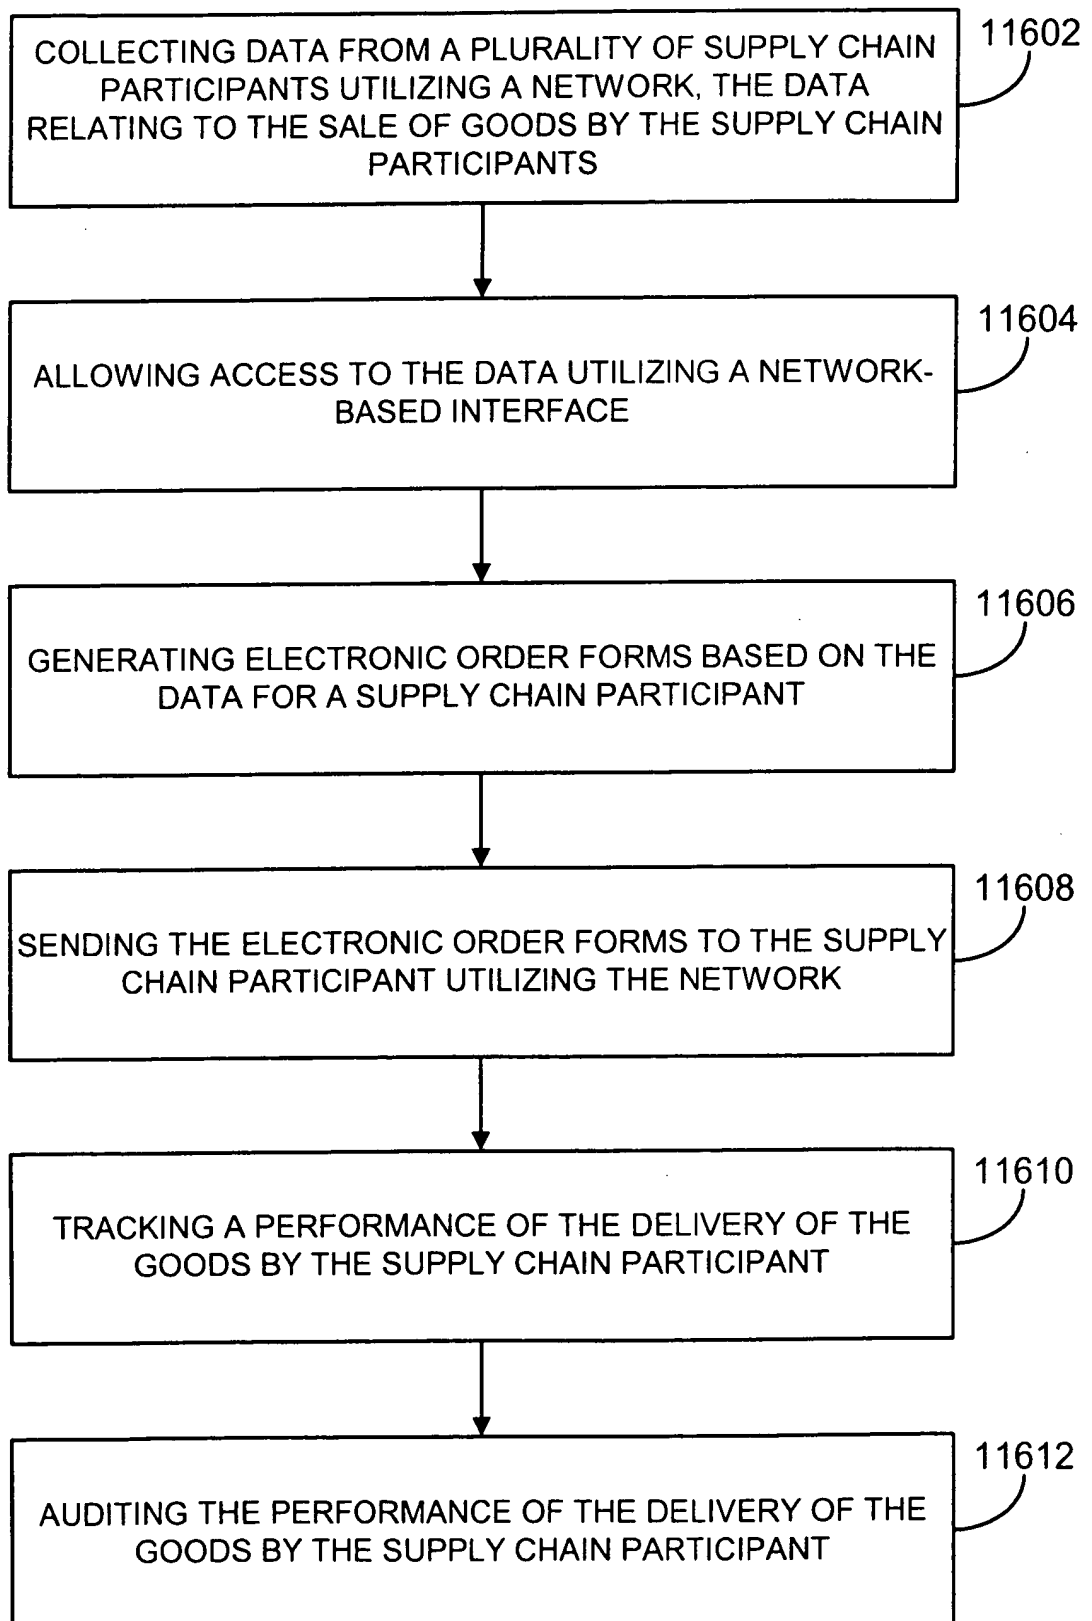 COLLECTING DATA FROM A PLURALITY OF SUPPLY CHAIN
PARTICIPANTS UTILIZING A NETWORK, THE DATA
RELATING TO THE SALE OF GOODS BY THE SUPPLY CHAIN
PARTICIPANTS
11602
ALLOWING ACCESS TO THE DATA UTILIZING A NETWORK-
BASED INTERFACE
11604
GENERATING ELECTRONIC ORDER FORMS BASED ON THE
DATA FOR A SUPPLY CHAIN PARTICIPANT
11606
SENDING THE ELECTRONIC ORDER FORMS TO THE SUPPLY
CHAIN PARTICIPANT UTILIZING THE NETWORK
11608
TRACKING A PERFORMANCE OF THE DELIVERY OF THE
GOODS BY THE SUPPLY CHAIN PARTICIPANT
11610
AUDITING THE PERFORMANCE OF THE DELIVERY OF THE
GOODS BY THE SUPPLY CHAIN PARTICIPANT
11612